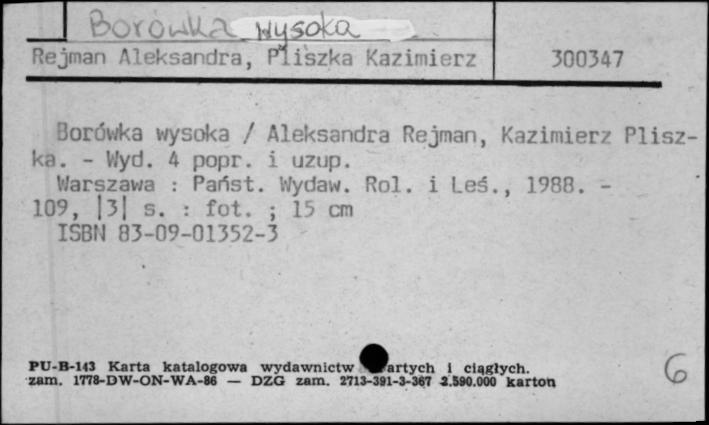 Borówka wysoka
Rejman Aleksandra, Pliszka Kazimierz 300347
Borówka wysoka / Aleksandra Rejman, Kazimierz Plisz-
ka. - Wyd. 4 popr. i uzup.
Warszawa : Państ. Wydaw. Rol. i Leś., 1988. -
109, |3| s. : fot. ; 15 cm
ISBN 83-09-01352-3
PU-B-143 Karta katalogowa wydawnictw artych i ciągłych.
zam. 1778-DW-ON-WA-86 — DZG zam. 2713-391-3-367 2.590.000 karton
6